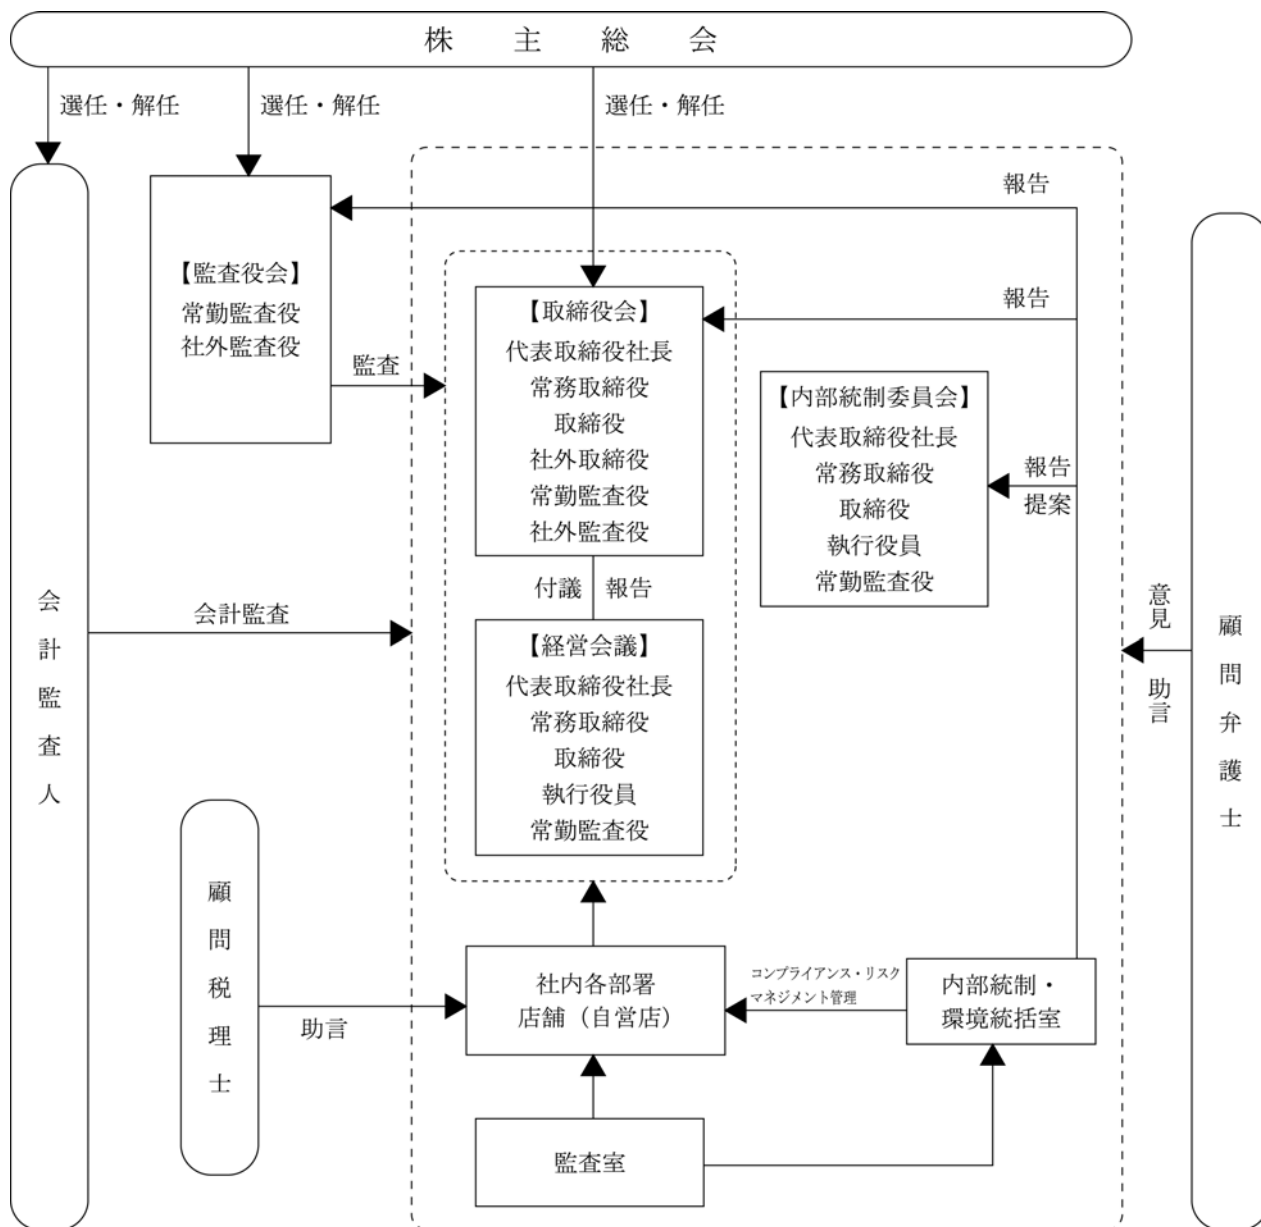 株主総会
選任・解任
選任・解任
選任・解任
報告
【監査役会】
常勤監査役
社外監査役
監査
【取締役会】
代表取締役社長
常務取締役
取締役
社外取締役
常勤監査役
社外監査役
報告
【内部統制委員会】
代表取締役社長
常務取締役
取締役
執行役員
常勤監査役
報告
提案
付議
報告
【経営会議】
代表取締役社長
常務取締役
取締役
執行役員
常勤監査役
会計監査人
会計監査
意見
助言
顧問弁護士
顧問税理士
助言
社内各部署
店舗（自営店）
コンプライアンス・リスク
マネジメント管理
内部統制・
環境統括室
監査室